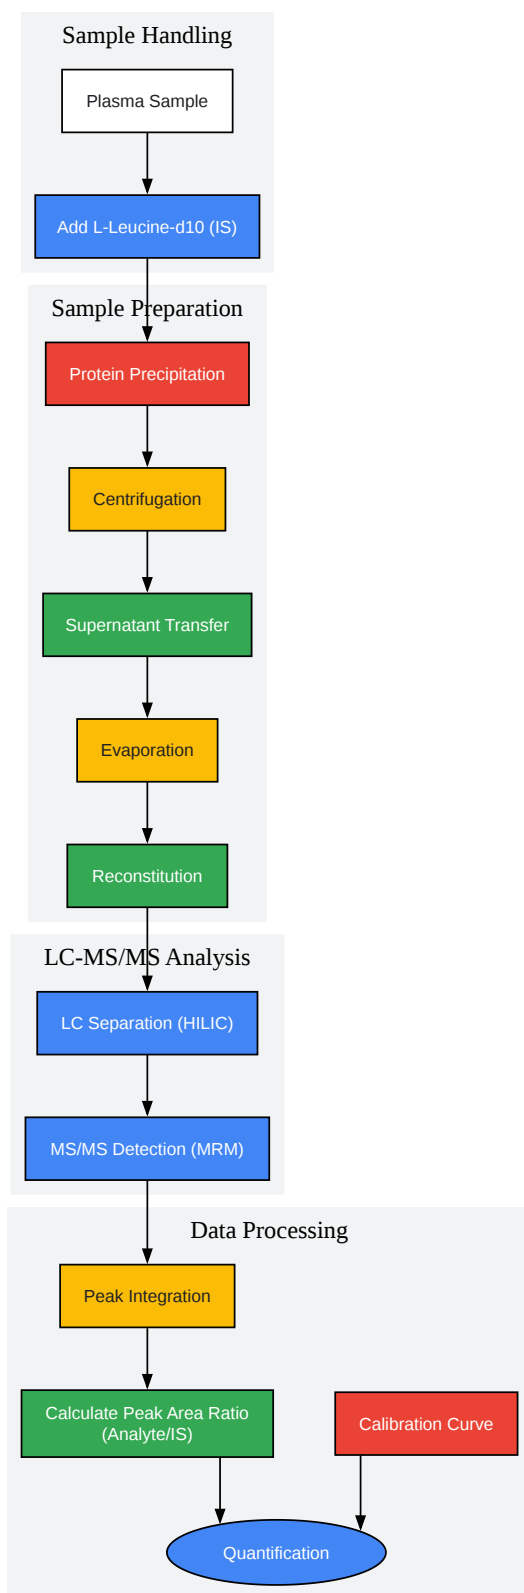 Sample Handling
Plasma Sample
Add L-Leucine-d10 (IS)
Sample Preparation
Protein Precipitation
Centrifugation
Supernatant Transfer
Evaporation
Reconstitution
LC-MS/MS Analysis
LC Separation (HILIC)
MS/MS Detection (MRM)
Data Processing
Peak Integration
Calculate Peak Area Ratio
(Analyte/IS)
Calibration Curve
Quantification